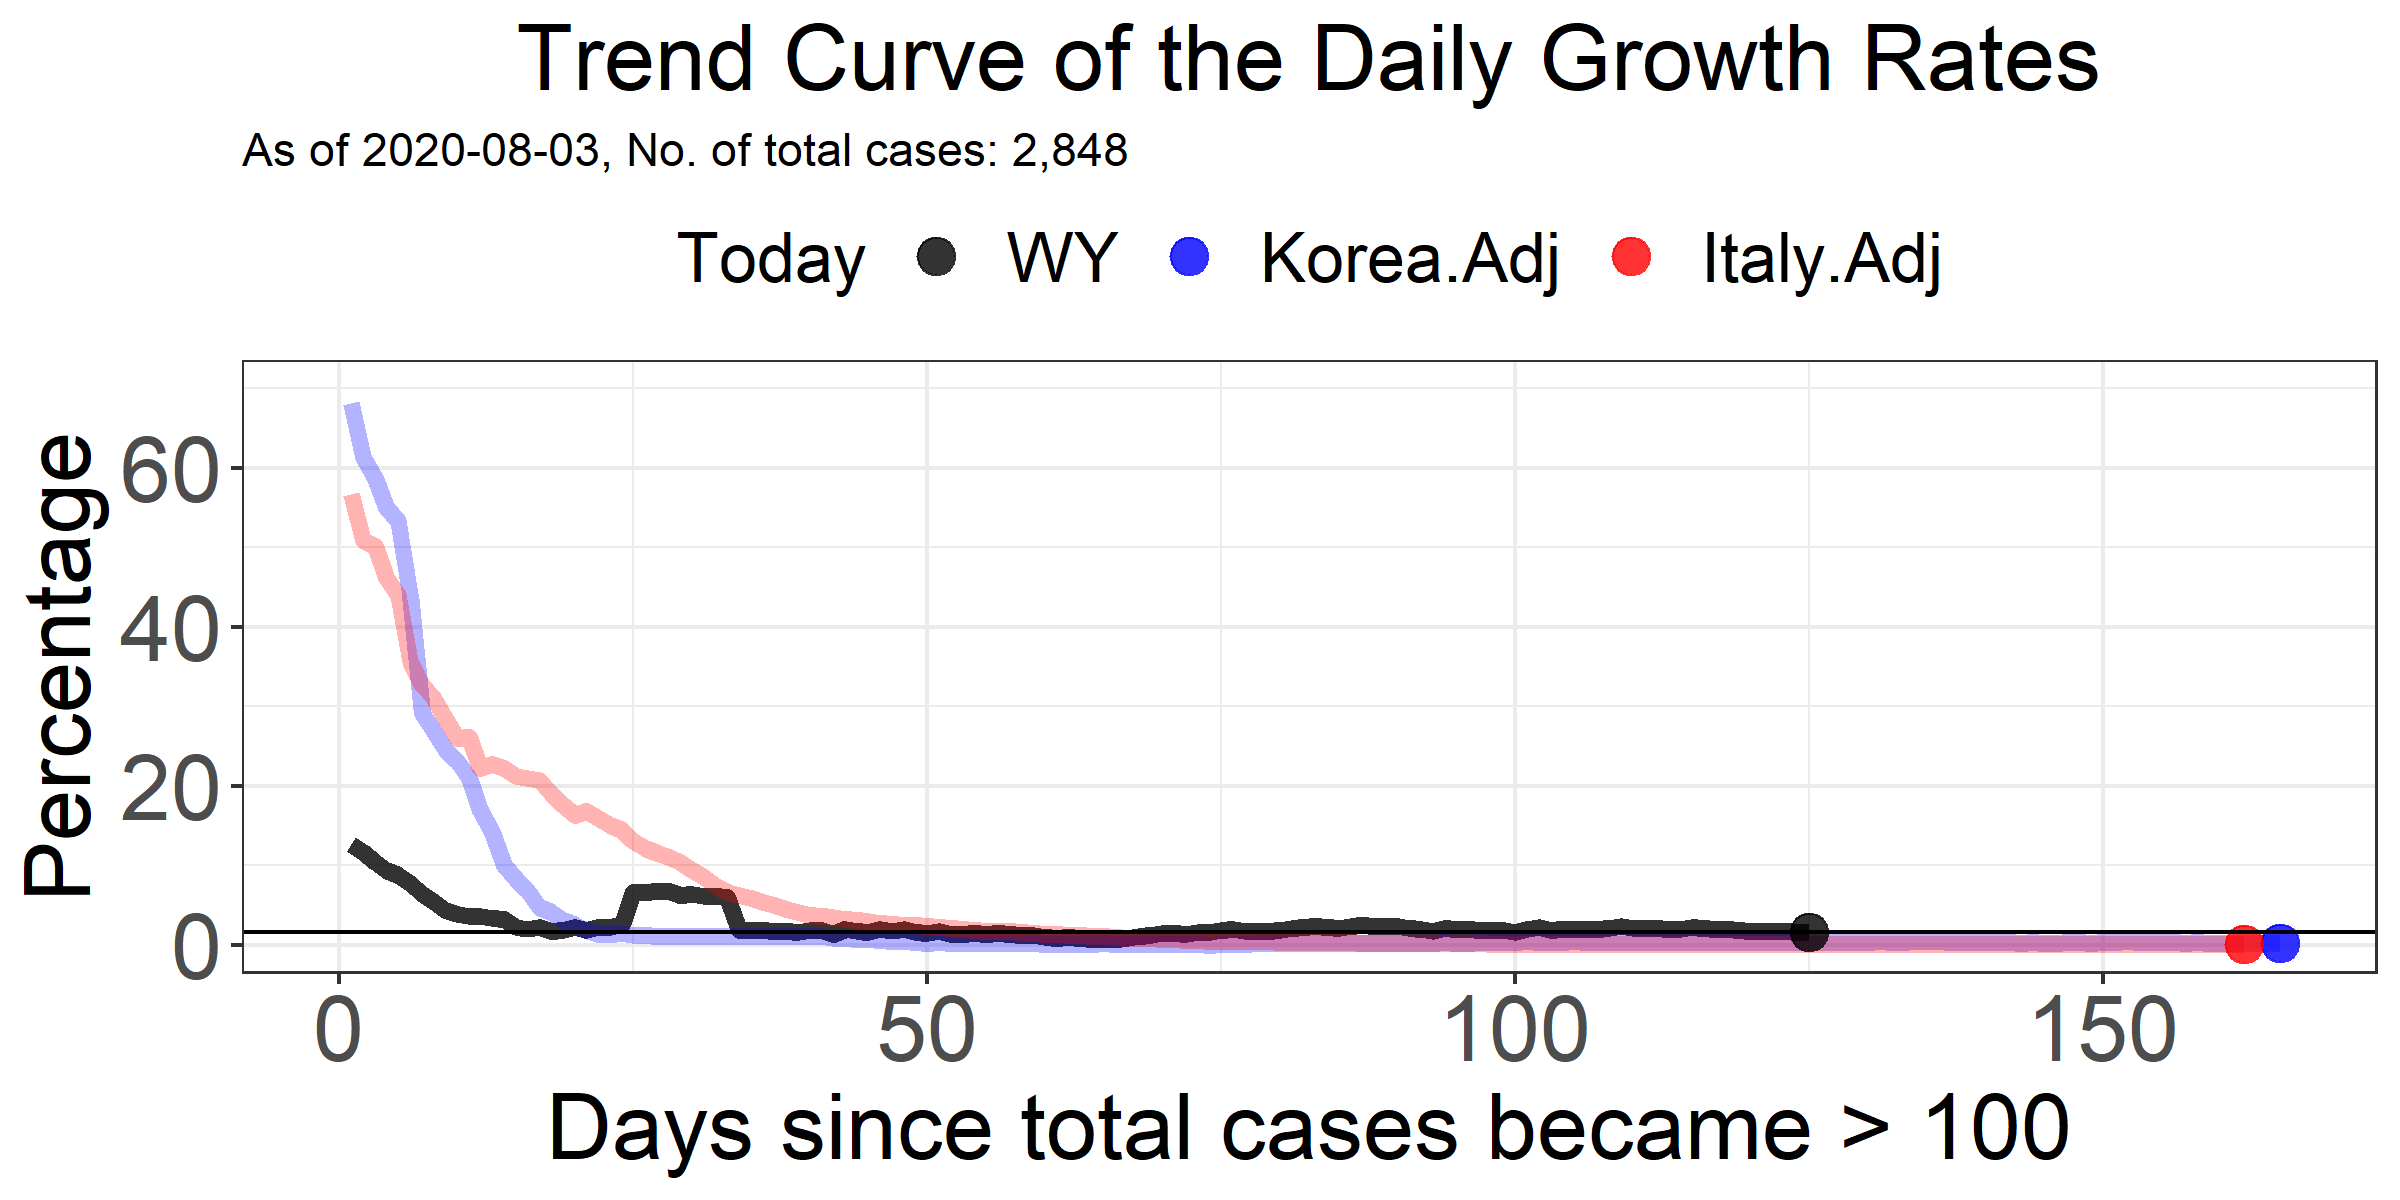 Trend Curve of the Daily Growth Rates
As of 2020-08-03, No. of total cases: 2,848
Today WY Korea.Adj Italy.Adj
Percentage
60
40
20
0
0 50 100 150
Days since total cases became > 100